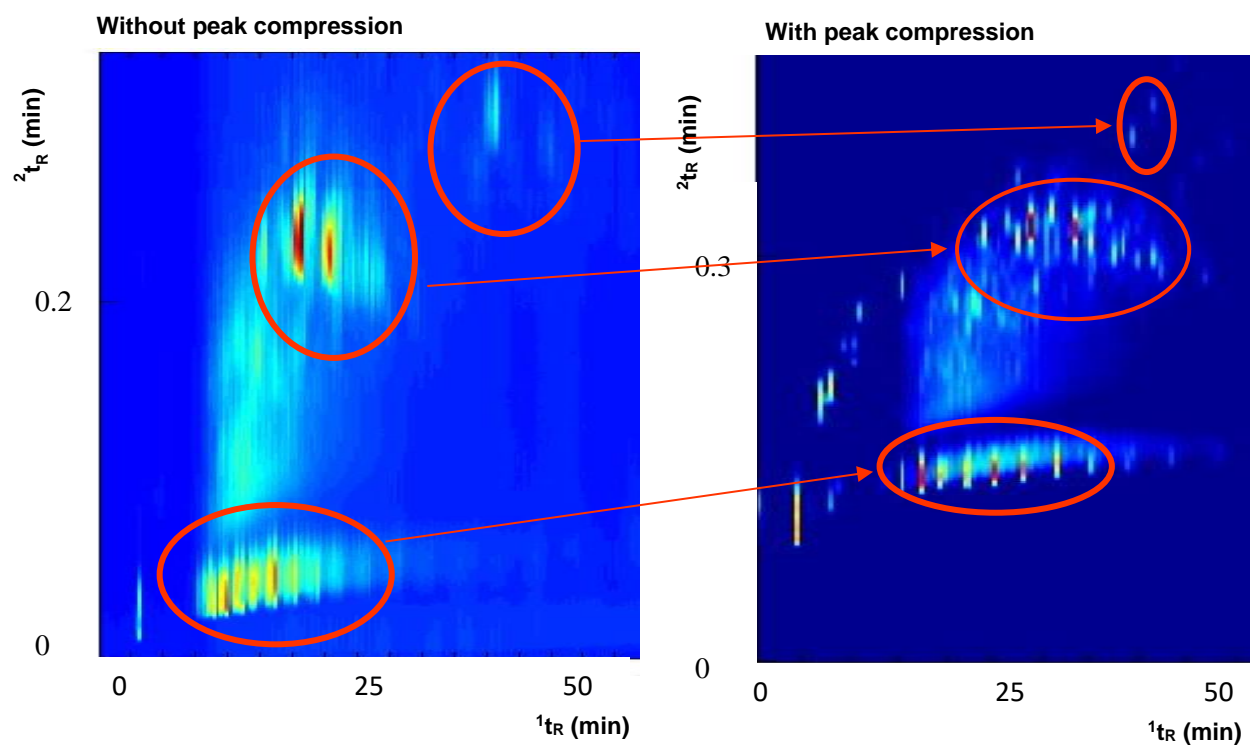 Without peak compression
²tR (min)
0.2
0
0
25
50
¹tR (min)
With peak compression
²tR (min)
0.3
0
0
25
50
¹tR (min)